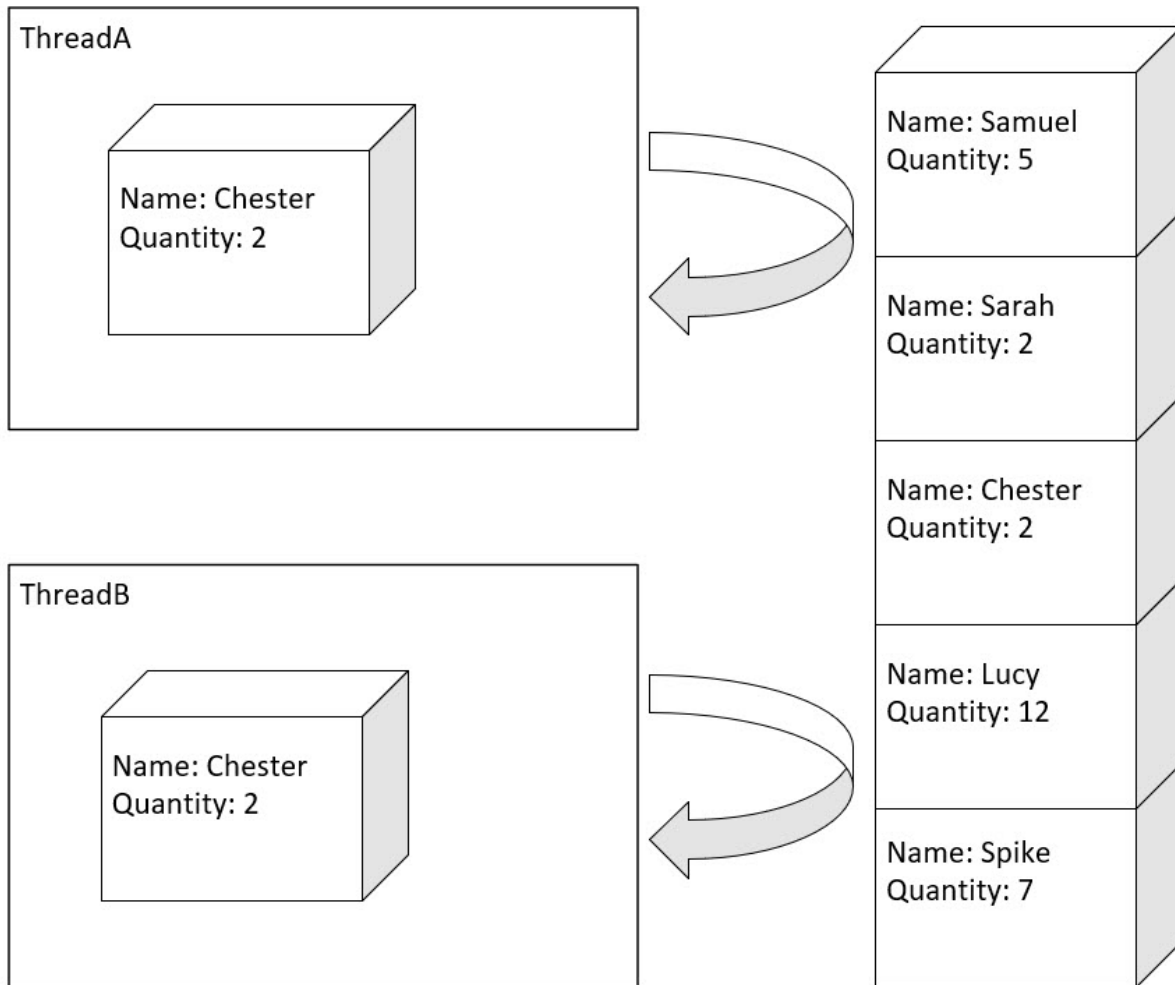 ThreadA
Name: Chester
Quantity: 2
ThreadB
Name: Chester
Quantity: 2
Name: Samuel
Quantity: 5
Name: Sarah
Quantity: 2
Name: Chester
Quantity: 2
Name: Lucy
Quantity: 12
Name: Spike
Quantity: 7